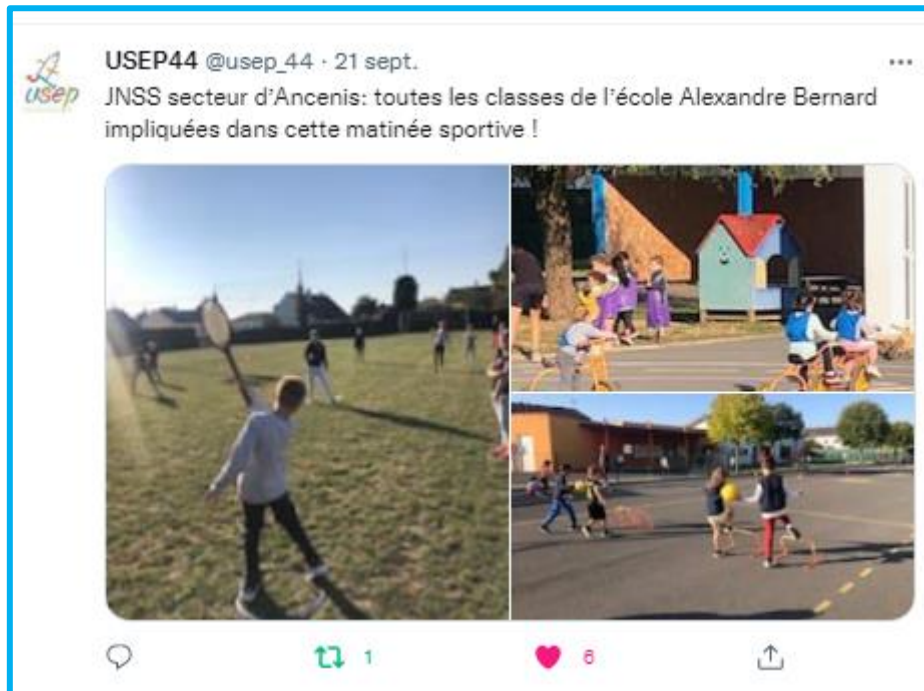 USEP44 @usep_44 · 21 sept.
usep
JNSS secteur d'Ancenis: toutes les classes de l'école Alexandre Bernard
impliquées dans cette matinée sportive !
1
6